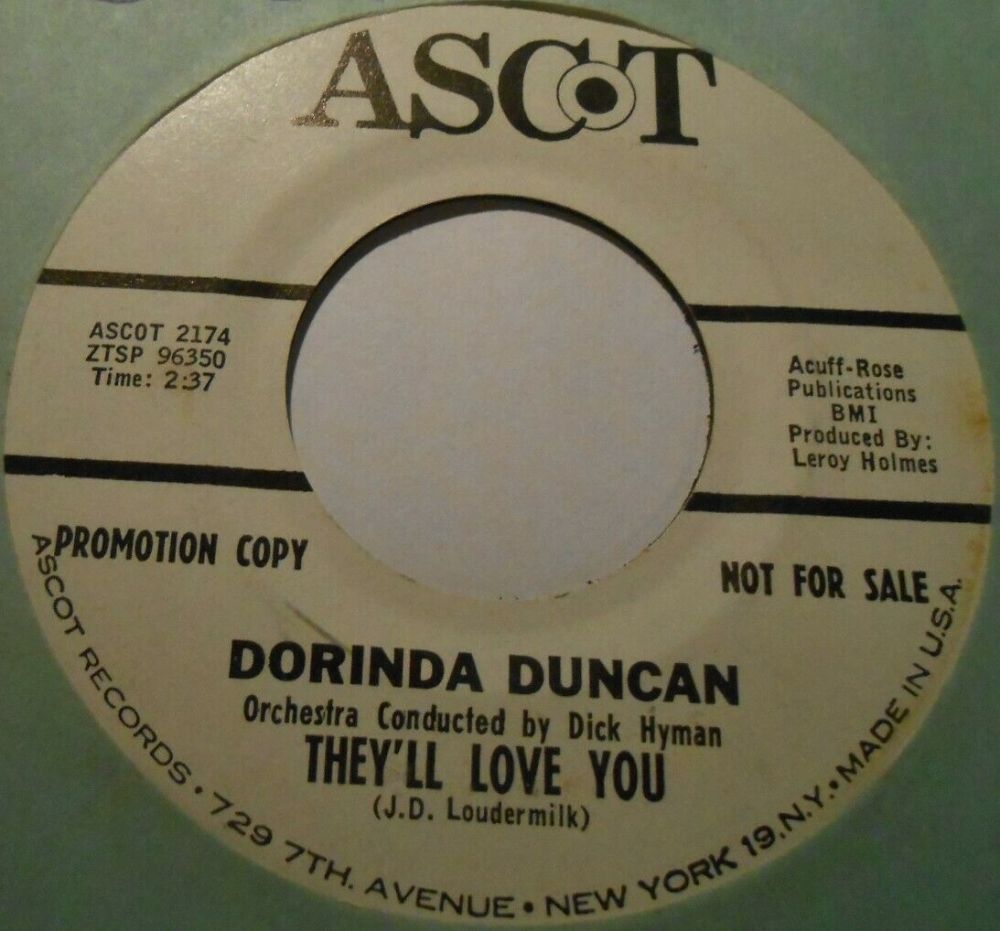 ASCOT
ASCOT 2174
ZTSP 96350
Time: 2:37
Acuff-Rose
Publications
BMI
Produced By:
Leroy Holmes
PROMOTION COPY
NOT FOR SALE
DORINDA DUNCAN
Orchestra Conducted by Dick Hyman
THEY'LL LOVE YOU
(J.D. Loudermilk)
ASCOT RECORDS • 729 7TH. AVENUE • NEW YORK 19, N.Y. • MADE IN U.S.A.